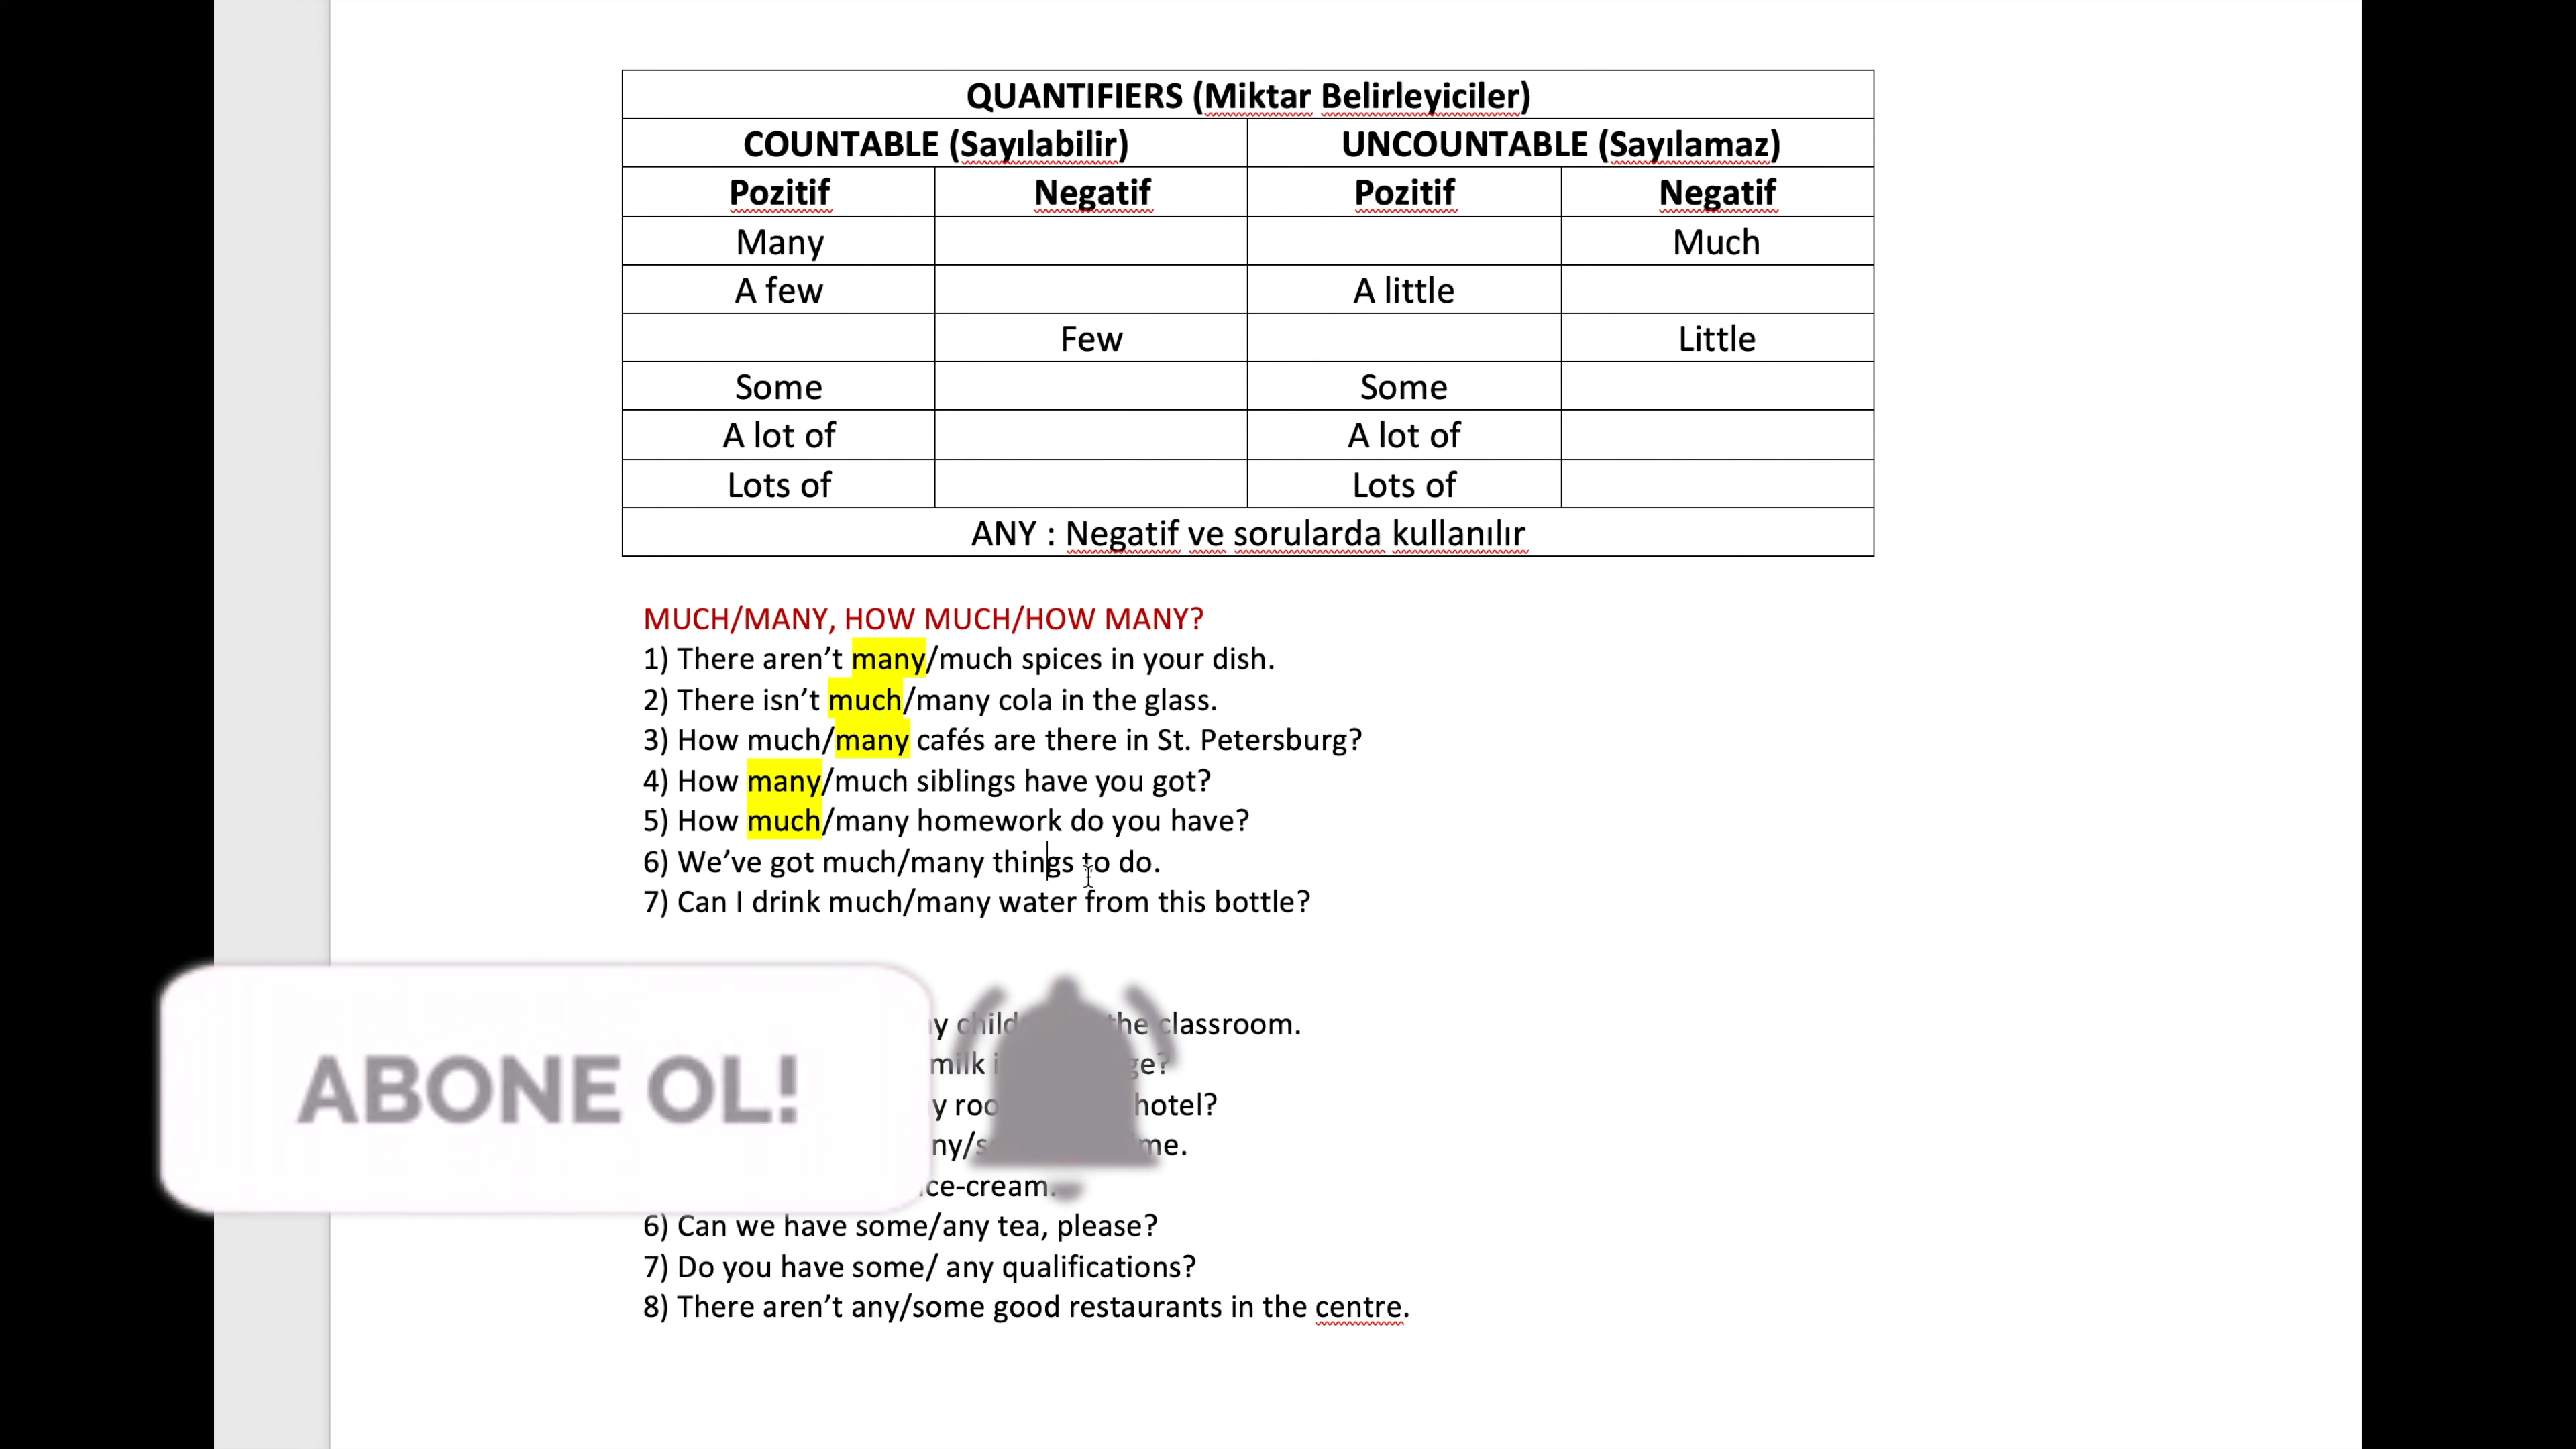 QUANTIFIERS (Miktar Belirleyiciler)
COUNTABLE (Sayılabilir) UNCOUNTABLE (Sayılamaz)
Pozitif Negatif Pozitif Negatif
Many Much
A few A little
Few Little
Some Some
A lot of A lot of
Lots of Lots of
ANY : Negatif ve sorularda kullanılır
MUCH/MANY, HOW MUCH/HOW MANY?
1) There aren’t many/much spices in your dish.
2) There isn’t much/many cola in the glass.
3) How much/many cafés are there in St. Petersburg?
4) How many/much siblings have you got?
5) How much/many homework do you have?
6) We’ve got much/many things to do.
7) Can I drink much/many water from this bottle?
classroom.
milk
hotel?
ABONE OL!
6) Can we have some/any tea, please?
7) Do you have some/ any qualifications?
8) There aren’t any/some good restaurants in the centre.